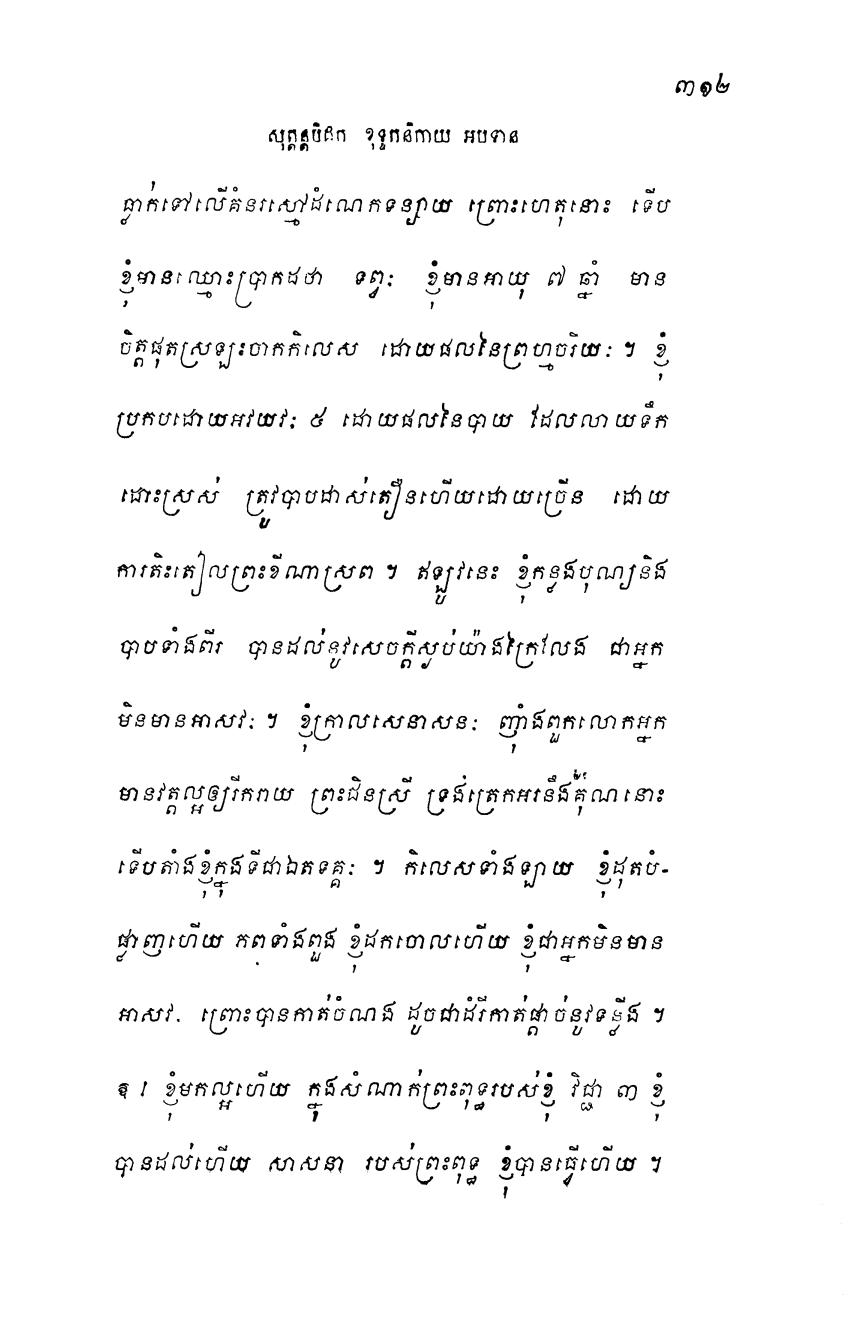 ៣១២
សុត្តន្តបិដក ខុទ្ទកនិកាយ អបទាន
ធ្លាក់ទៅលើគំនរស្មៅដំណេកទន្សាយ ព្រោះហេតុនោះ ទើប
ខ្ញុំមានឈ្មោះប្រាកដថា ទព្វៈ ខ្ញុំមានអាយុ ៧ ឆ្នាំ មាន
ចិត្តផុតស្រឡះចាកកិលេស ដោយផលនៃព្រហ្មចរិយៈ ។ ខ្ញុំ
ប្រកបដោយអវយវៈ ៥ ដោយផលនៃបាយ ដែលលាយទឹក
ដោះស្រស់ ត្រូវបាបដាស់តឿនហើយដោយច្រើន ដោយ
ការតិះតៀលព្រះខីណាស្រព ។ ឥឡូវនេះ ខ្ញុំកន្លងបុណ្យនិង
បាបទាំងពីរ បានដល់នូវសេចក្តីស្ងប់យ៉ាងក្រៃលែង ជាអ្នក
មិនមានអាសវៈ ។ ខ្ញុំក្រាលសេនាសនៈ ញ៉ាំងពួកលោកអ្នក
មានវត្តល្អឲ្យរីករាយ ព្រះជិនស្រី ទ្រង់ត្រេកអរនឹងគុណនោះ
ទើបតាំងខ្ញុំក្នុងទីជាឯតទគ្គៈ ។ កិលេសទាំងឡាយ ខ្ញុំដុតបំ-
ផ្លាញហើយ ភពទាំងពួង ខ្ញុំដកចោលហើយ ខ្ញុំជាអ្នកមិនមាន
អាសវៈ ព្រោះបានកាត់ចំណង ដូចជាដំរីកាត់ផ្តាច់នូវទន្លីង ។
ឱ ! ខ្ញុំមកល្អហើយ ក្នុងសំណាក់ព្រះពុទ្ធរបស់ខ្ញុំ វិជ្ជា ៣ ខ្ញុំ
បានដល់ហើយ សាសនា របស់ព្រះពុទ្ធ ខ្ញុំបានធ្វើហើយ ។